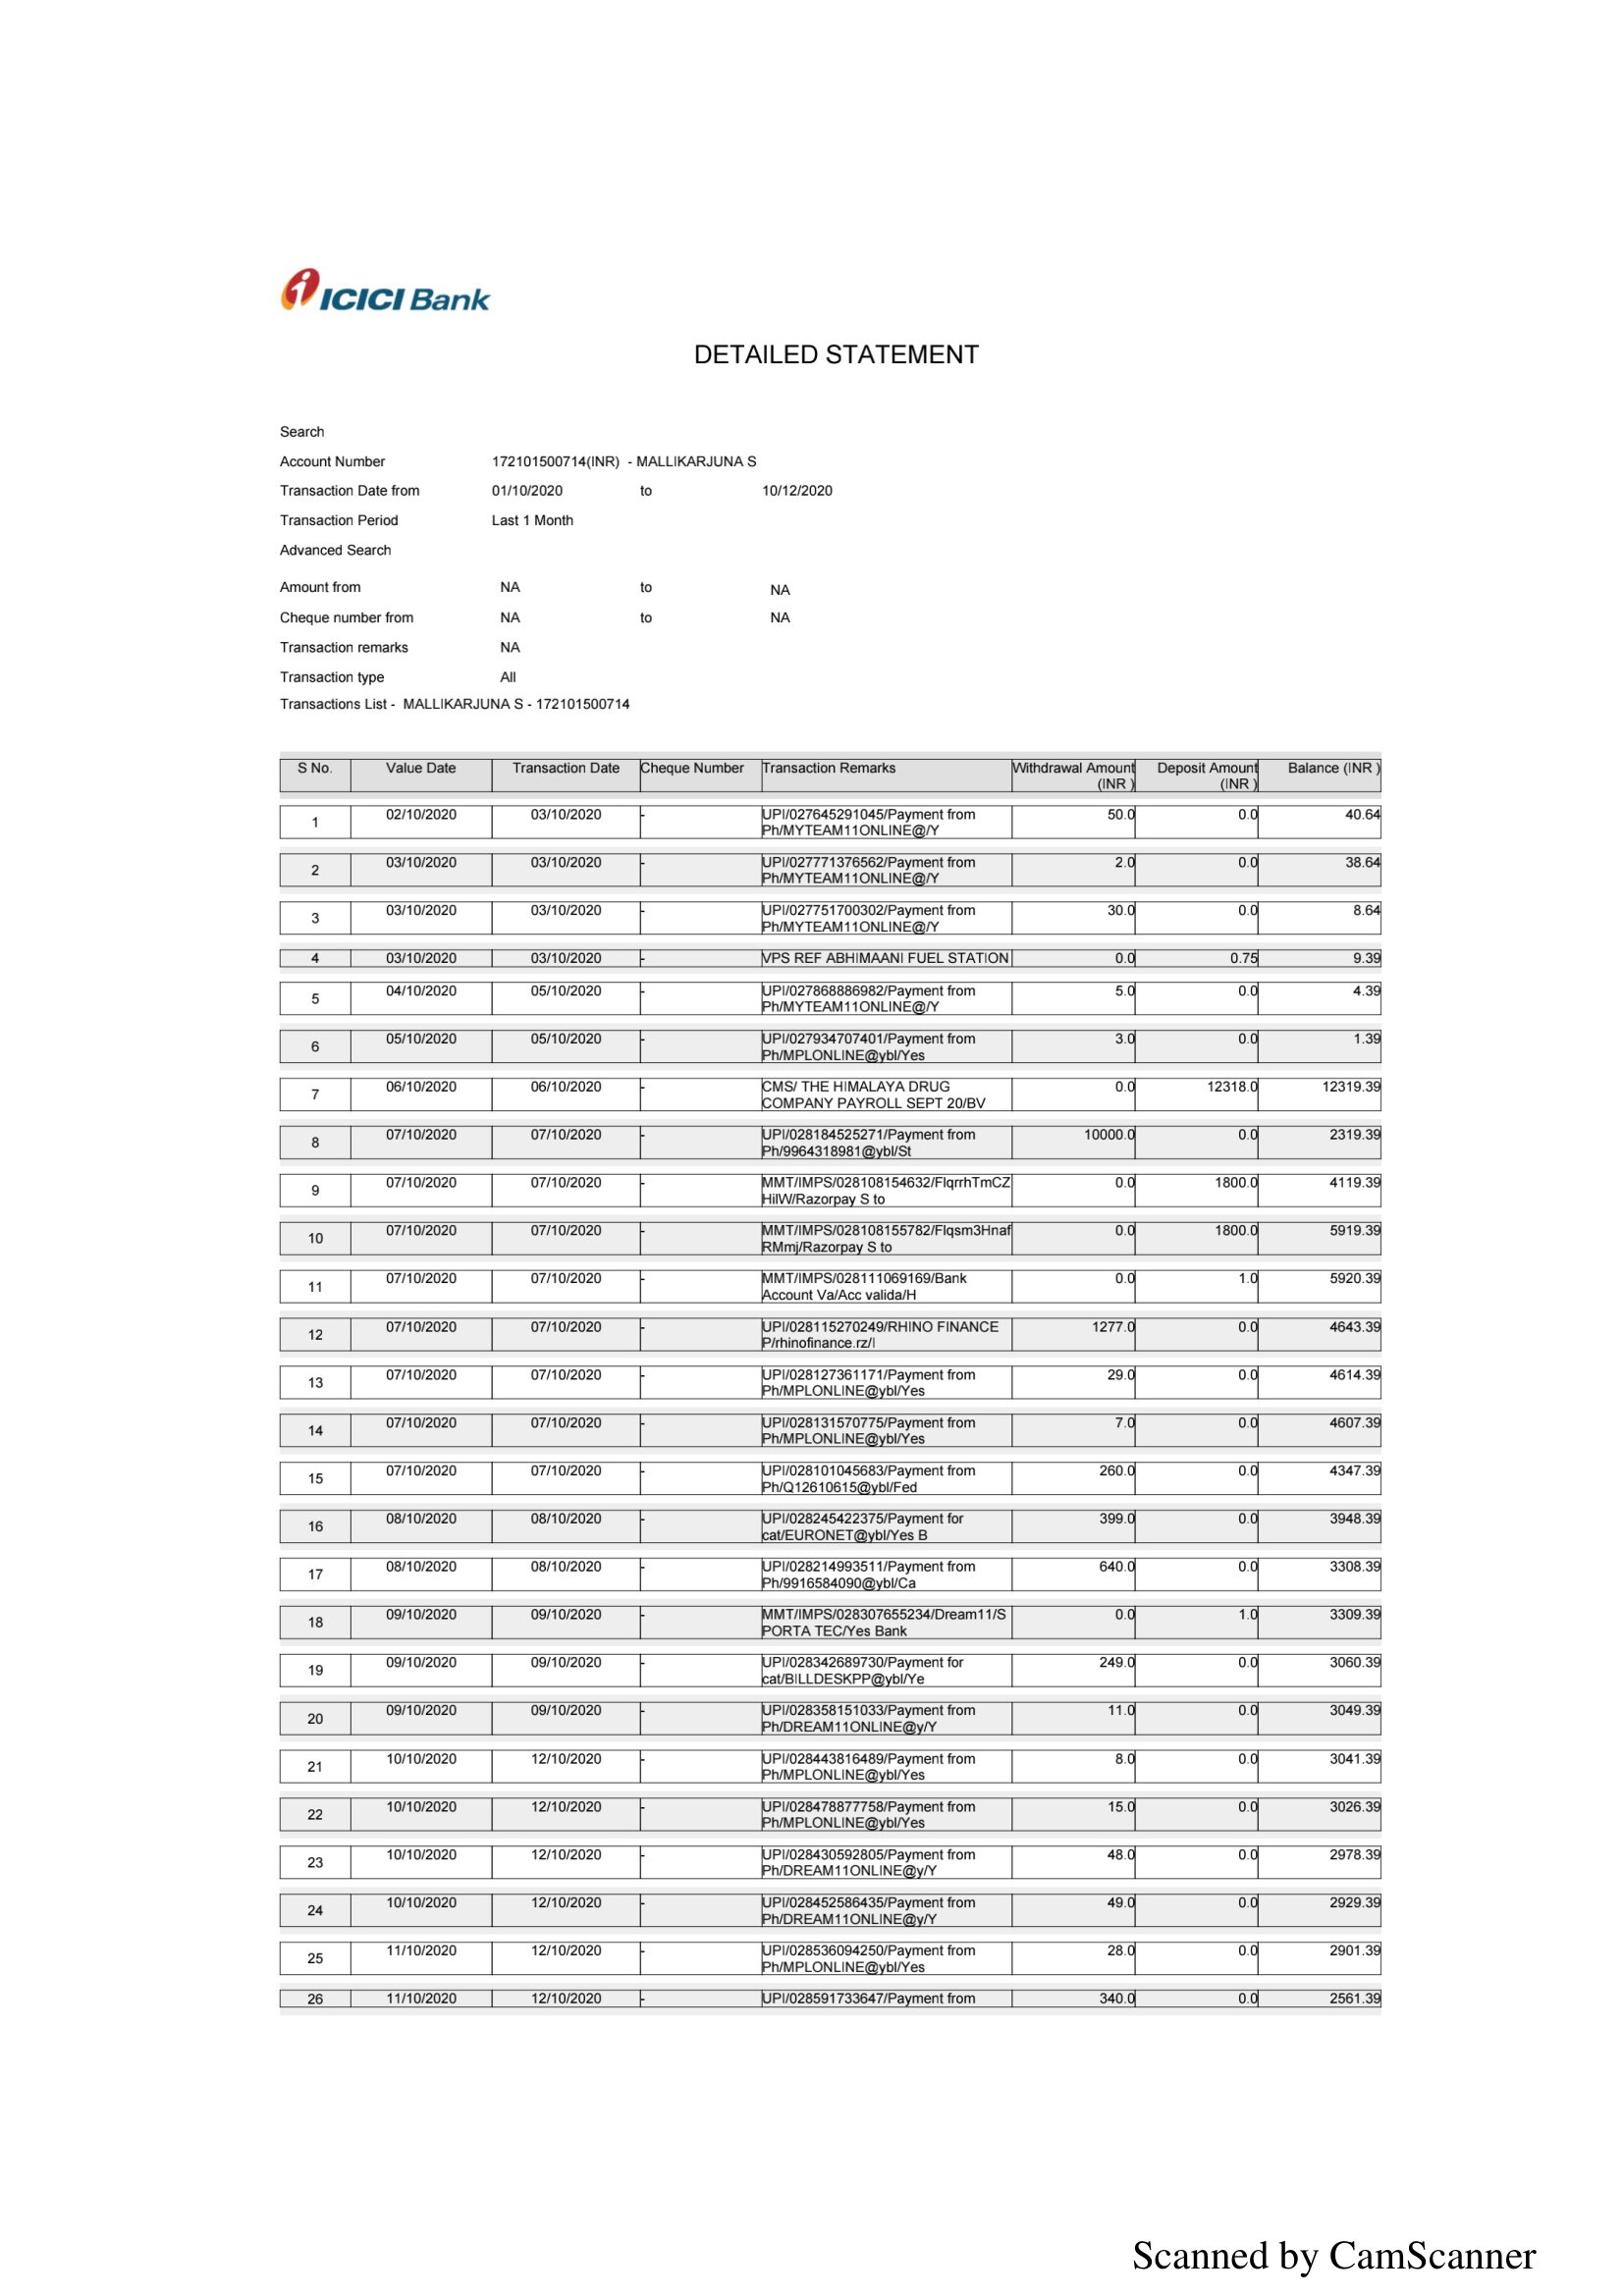 ICICI Bank
DETAILED STATEMENT
Search
Account Number 172101500714(INR) - MALLIKARJUNA S
Transaction Date from 01/10/2020 to 10/12/2020
Transaction Period Last 1 Month
Advanced Search
Amount from NA to NA
Cheque number from NA to NA
Transaction remarks NA
Transaction type All
Transactions List - MALLIKARJUNA S - 172101500714
S No. Value Date Transaction Date Cheque Number Transaction Remarks Withdrawal Amount Deposit Amount Balance (INR )
(INR ) (INR )
1 02/10/2020 03/10/2020 - UPI/027645291045/Payment from 50.0 0.0 40.64
Ph/MYTEAM11ONLINE@/Y
2 03/10/2020 03/10/2020 - UPI/027771376562/Payment from 2.0 0.0 38.64
Ph/MYTEAM11ONLINE@/Y
3 03/10/2020 03/10/2020 - UPI/027751700302/Payment from 30.0 0.0 8.64
Ph/MYTEAM11ONLINE@/Y
4 03/10/2020 03/10/2020 - VPS REF ABHIMAANI FUEL STATION 0.0 0.75 9.39
5 04/10/2020 05/10/2020 - UPI/027868886982/Payment from 5.0 0.0 4.39
Ph/MYTEAM11ONLINE@/Y
6 05/10/2020 05/10/2020 - UPI/027934707401/Payment from 3.0 0.0 1.39
Ph/MPLONLINE@ybl/Yes
7 06/10/2020 06/10/2020 - CMS/ THE HIMALAYA DRUG 0.0 12318.0 12319.39
COMPANY PAYROLL SEPT 20/BV
8 07/10/2020 07/10/2020 - UPI/028184525271/Payment from 10000.0 0.0 2319.39
Ph/9964318981@ybl/St
9 07/10/2020 07/10/2020 - MMT/IMPS/028108154632/FlqrrhTmCZ 0.0 1800.0 4119.39
HilW/Razorpay S to
10 07/10/2020 07/10/2020 - MMT/IMPS/028108155782/Flqsm3Hnaf 0.0 1800.0 5919.39
RMmj/Razorpay S to
11 07/10/2020 07/10/2020 - MMT/IMPS/028111069169/Bank 0.0 1.0 5920.39
Account Va/Acc valida/H
12 07/10/2020 07/10/2020 - UPI/028115270249/RHINO FINANCE 1277.0 0.0 4643.39
P/rhinofinance.rz/I
13 07/10/2020 07/10/2020 - UPI/028127361171/Payment from 29.0 0.0 4614.39
Ph/MPLONLINE@ybl/Yes
14 07/10/2020 07/10/2020 - UPI/028131570775/Payment from 7.0 0.0 4607.39
Ph/MPLONLINE@ybl/Yes
15 07/10/2020 07/10/2020 - UPI/028101045683/Payment from 260.0 0.0 4347.39
Ph/Q12610615@ybl/Fed
16 08/10/2020 08/10/2020 - UPI/028245422375/Payment for 399.0 0.0 3948.39
cat/EURONET@ybl/Yes B
17 08/10/2020 08/10/2020 - UPI/028214993511/Payment from 640.0 0.0 3308.39
Ph/9916584090@ybl/Ca
18 09/10/2020 09/10/2020 - MMT/IMPS/028307655234/Dream11/S 0.0 1.0 3309.39
PORTA TEC/Yes Bank
19 09/10/2020 09/10/2020 - UPI/028342689730/Payment for 249.0 0.0 3060.39
cat/BILLDESKPP@ybl/Ye
20 09/10/2020 09/10/2020 - UPI/028358151033/Payment from 11.0 0.0 3049.39
Ph/DREAM11ONLINE@y/Y
21 10/10/2020 12/10/2020 - UPI/028443816489/Payment from 8.0 0.0 3041.39
Ph/MPLONLINE@ybl/Yes
22 10/10/2020 12/10/2020 - UPI/028478877758/Payment from 15.0 0.0 3026.39
Ph/MPLONLINE@ybl/Yes
23 10/10/2020 12/10/2020 - UPI/028430592805/Payment from 48.0 0.0 2978.39
Ph/DREAM11ONLINE@y/Y
24 10/10/2020 12/10/2020 - UPI/028452586435/Payment from 49.0 0.0 2929.39
Ph/DREAM11ONLINE@y/Y
25 11/10/2020 12/10/2020 - UPI/028536094250/Payment from 28.0 0.0 2901.39
Ph/MPLONLINE@ybl/Yes
26 11/10/2020 12/10/2020 - UPI/028591733647/Payment from 340.0 0.0 2561.39
Scanned by CamScanner